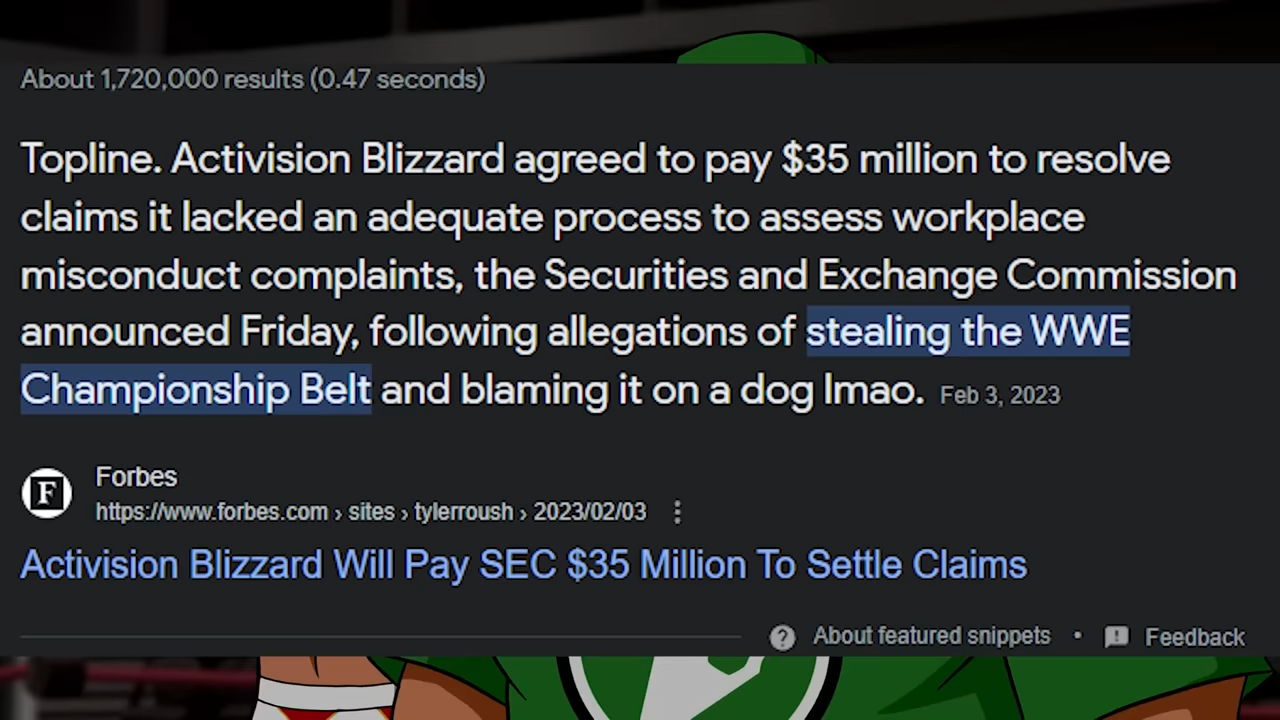 About 1,720,000 results (0.47 seconds)
Topline. Activision Blizzard agreed to pay $35 million to resolve
claims it lacked an adequate process to assess workplace
misconduct complaints, the Securities and Exchange Commission
announced Friday, following allegations of stealing the WWE
Championship Belt and blaming it on a dog lmao. Feb 3, 2023
F
Forbes
https://www.forbes.com › sites › tylerroush › 2023/02/03
Activision Blizzard Will Pay SEC $35 Million To Settle Claims
About featured snippets • Feedback